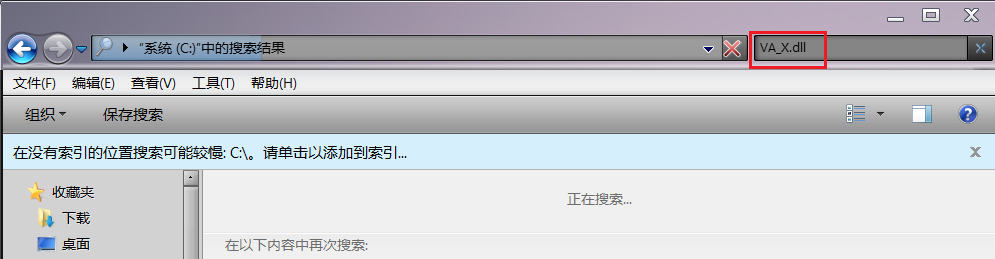 "系统 (C:)"中的搜索结果
VA_X.dll
文件(F) 编辑(E) 查看(V) 工具(T) 帮助(H)
组织 保存搜索
在没有索引的位置搜索可能较慢: C:\。请单击以添加到索引...
收藏夹
正在搜索...
下载
桌面
在以下内容中再次搜索: